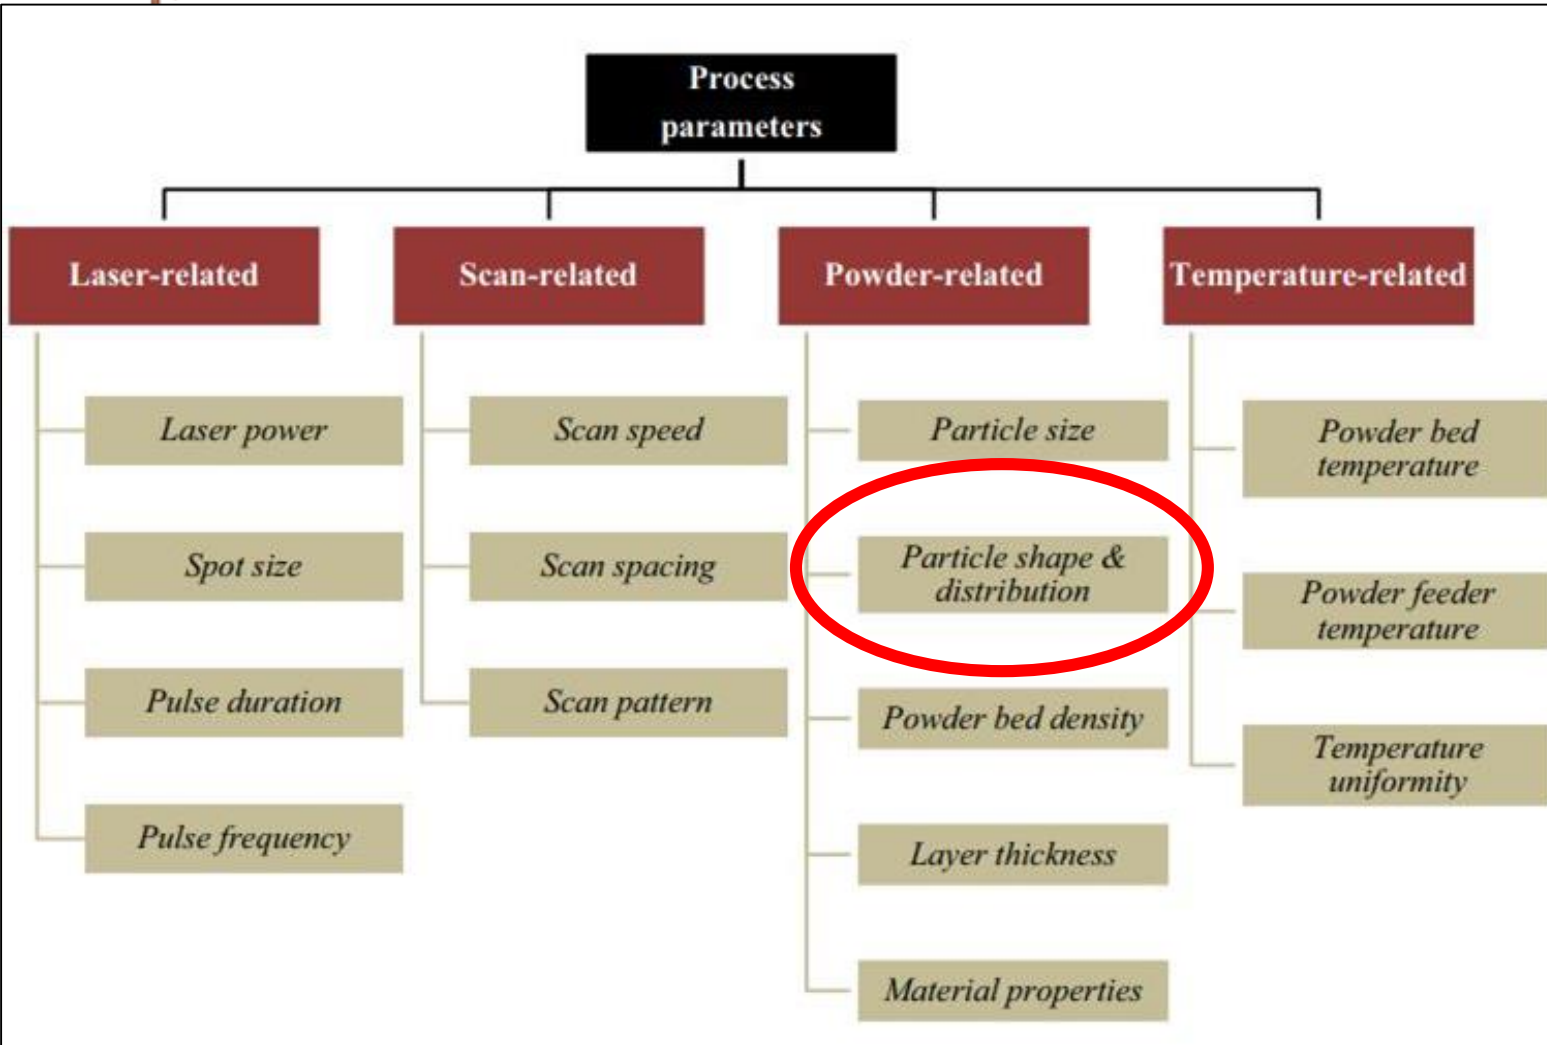 Process
parameters
Laser-related
Scan-related
Powder-related
Temperature-related
Laser power
Spot size
Pulse duration
Pulse frequency
Scan speed
Scan spacing
Scan pattern
Particle size
Particle shape &
distribution
Powder bed density
Layer thickness
Material properties
Powder bed
temperature
Powder feeder
temperature
Temperature
uniformity